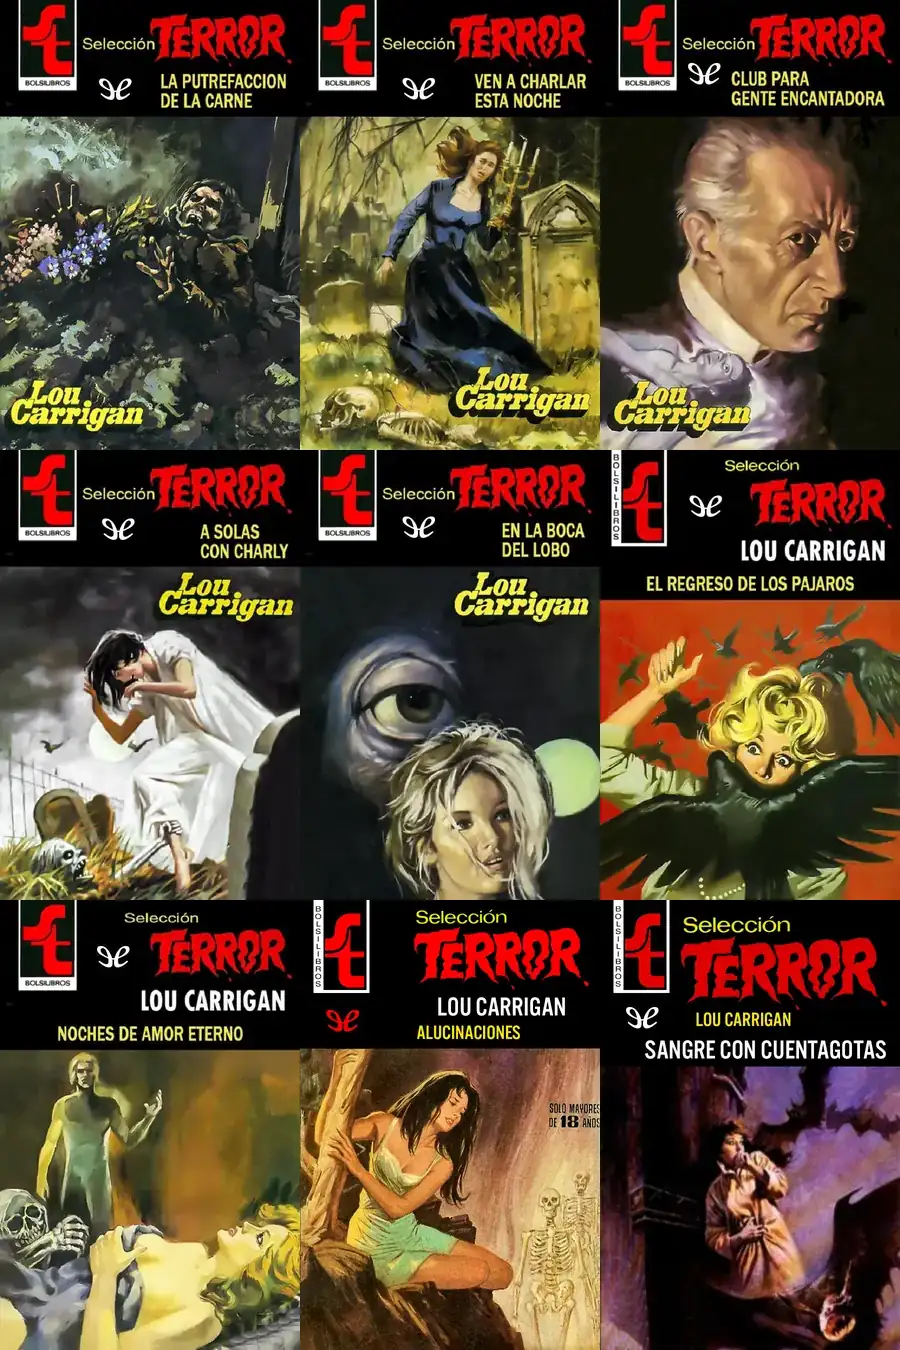 BOLSILIBROS
Selección TERROR
LA PUTREFACCION
DE LA CARNE
Lou
Carrigan
BOLSILIBROS
Selección TERROR
VEN A CHARLAR
ESTA NOCHE
Lou
Carrigan
BOLSILIBROS
Selección TERROR
CLUB PARA
GENTE ENCANTADORA
Lou
Carrigan
BOLSILIBROS
Selección TERROR
A SOLAS
CON CHARLY
Lou
Carrigan
BOLSILIBROS
Selección TERROR
EN LA BOCA
DEL LOBO
Lou
Carrigan
BOLSILIBROS
Selección
TERROR
LOU CARRIGAN
EL REGRESO DE LOS PAJAROS
BOLSILIBROS
Selección
TERROR
LOU CARRIGAN
NOCHES DE AMOR ETERNO
BOLSILIBROS
Selección
TERROR
LOU CARRIGAN
ALUCINACIONES
SOLO MAYORES
DE 18 AÑOS
BOLSILIBROS
Selección
TERROR
LOU CARRIGAN
SANGRE CON CUENTAGOTAS